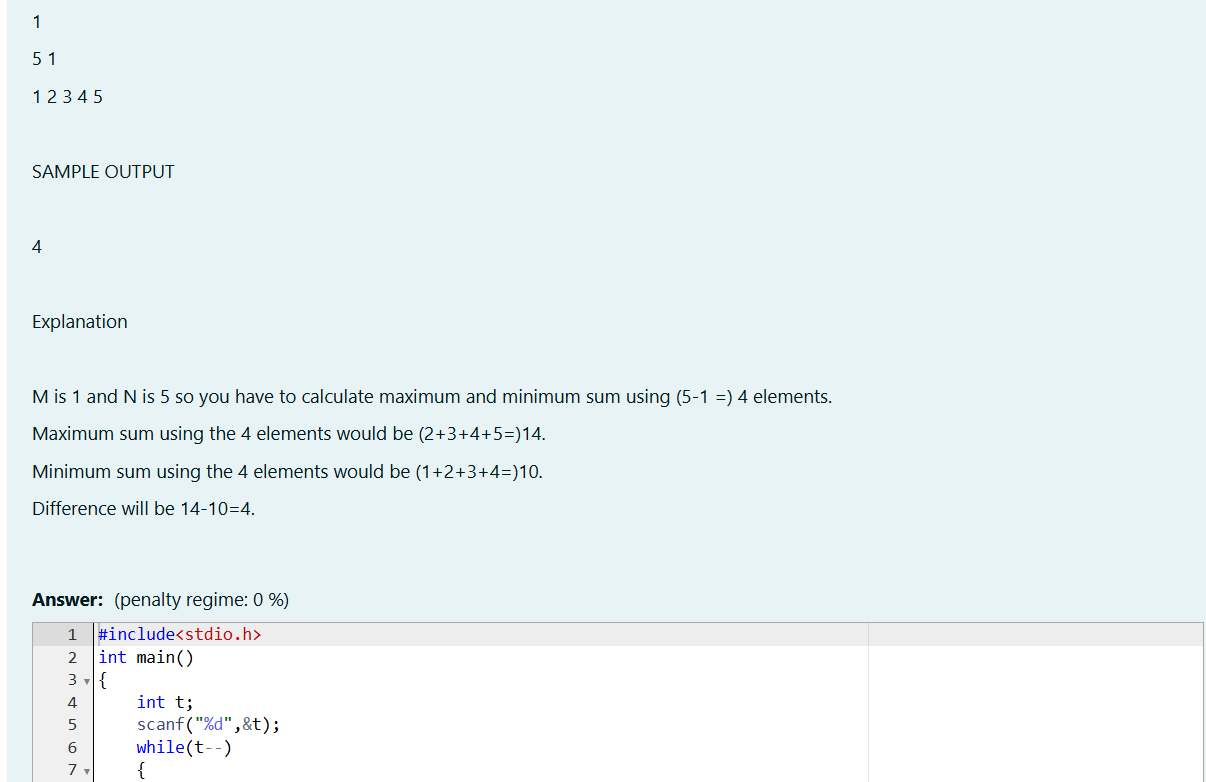 1
5 1
1 2 3 4 5
SAMPLE OUTPUT
4
Explanation
M is 1 and N is 5 so you have to calculate maximum and minimum sum using (5-1 =) 4 elements.
Maximum sum using the 4 elements would be (2+3+4+5=)14.
Minimum sum using the 4 elements would be (1+2+3+4=)10.
Difference will be 14-10=4.
Answer: (penalty regime: 0 %)
1 #include<stdio.h>
2 int main()
3 {
4 int t;
5 scanf("%d",&t);
6 while(t--)
7 {